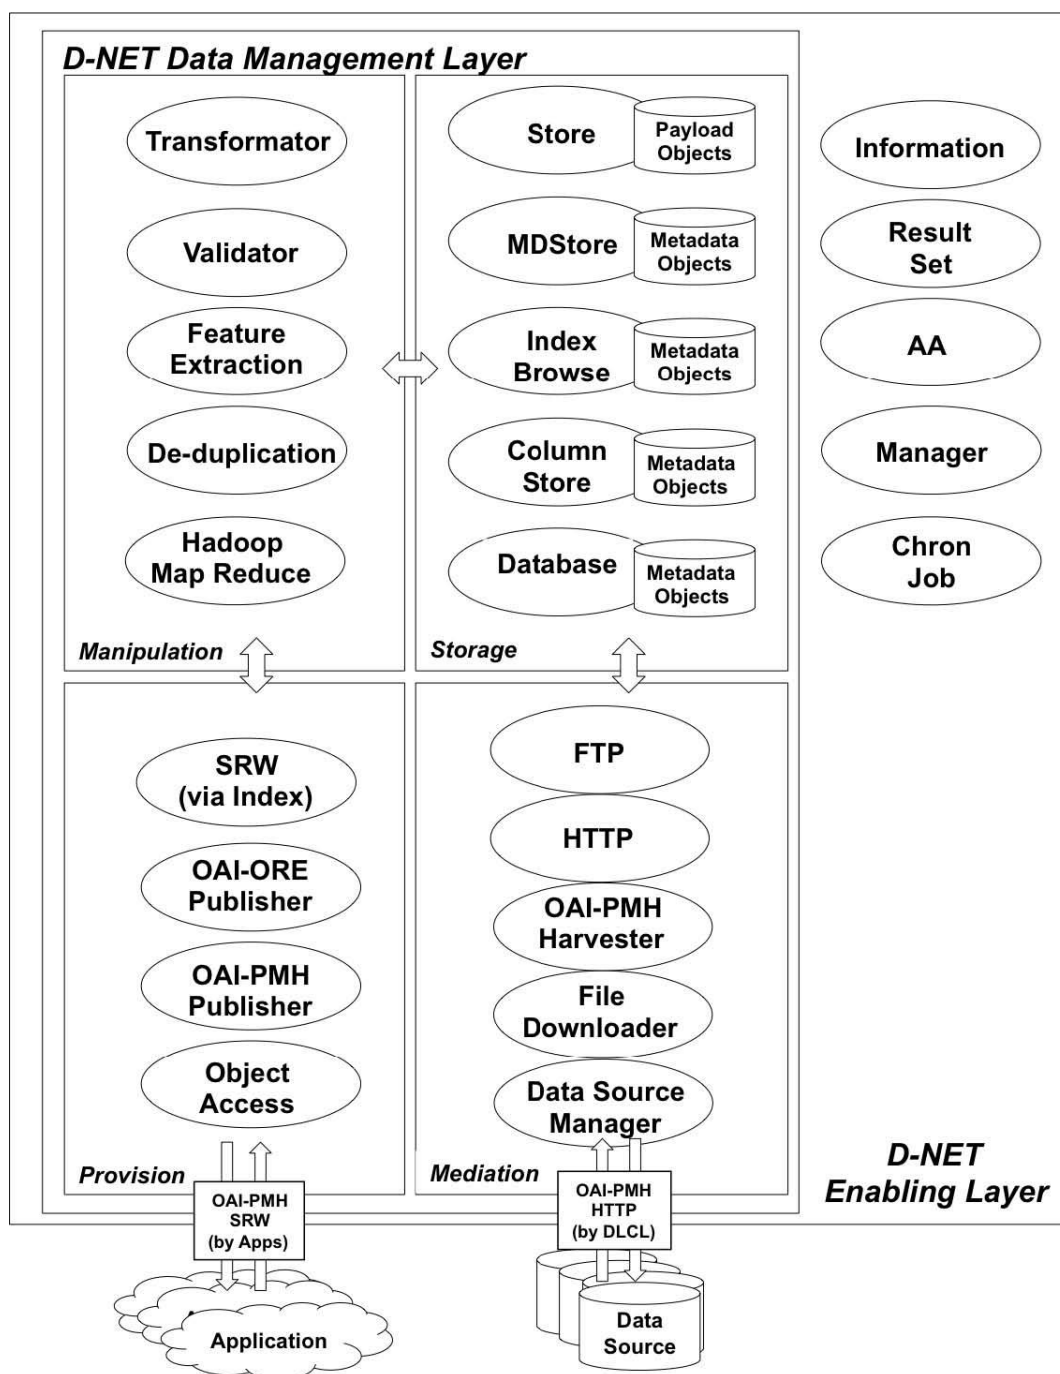 D-NET Data Management Layer
Transformator
Validator
Feature
Extraction
De-duplication
Hadoop
Map Reduce
Manipulation
Store
Payload
Objects
MDStore
Metadata
Objects
Index
Browse
Metadata
Objects
Column
Store
Metadata
Objects
Database
Metadata
Objects
Storage
Information
Result
Set
AA
Manager
Chron
Job
SRW
(via Index)
OAI-ORE
Publisher
OAI-PMH
Publisher
Object
Access
Provision
FTP
HTTP
OAI-PMH
Harvester
File
Downloader
Data Source
Manager
Mediation
D-NET
Enabling Layer
OAI-PMH
SRW
(by Apps)
OAI-PMH
HTTP
(by DLCL)
Application
Data
Source